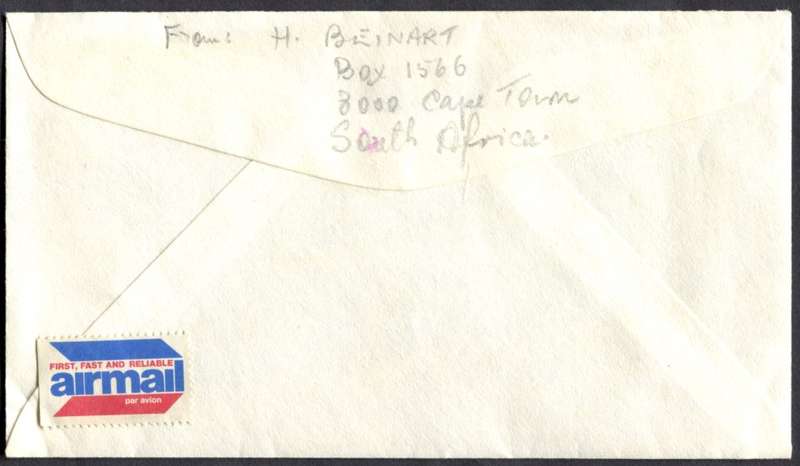 From: H. BEINART
Box 1566
8000 Cape Town
South Africa.
FIRST, FAST AND RELIABLE
airmail
par avion